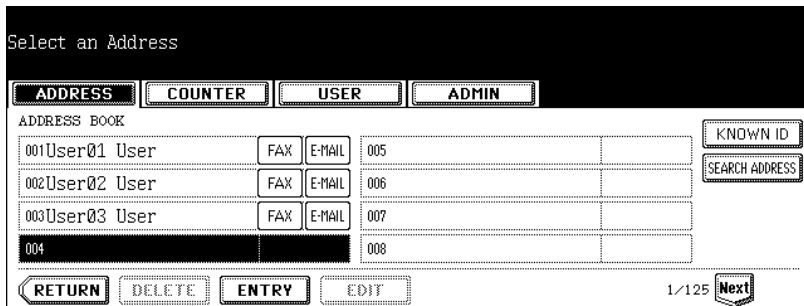 Select an Address
ADDRESS COUNTER USER ADMIN
ADDRESS BOOK
KNOWN ID
001User01 User FAX E-MAIL 005
SEARCH ADDRESS
002User02 User FAX E-MAIL 006
003User03 User FAX E-MAIL 007
004 008
RETURN DELETE ENTRY EDIT 1/125 Next